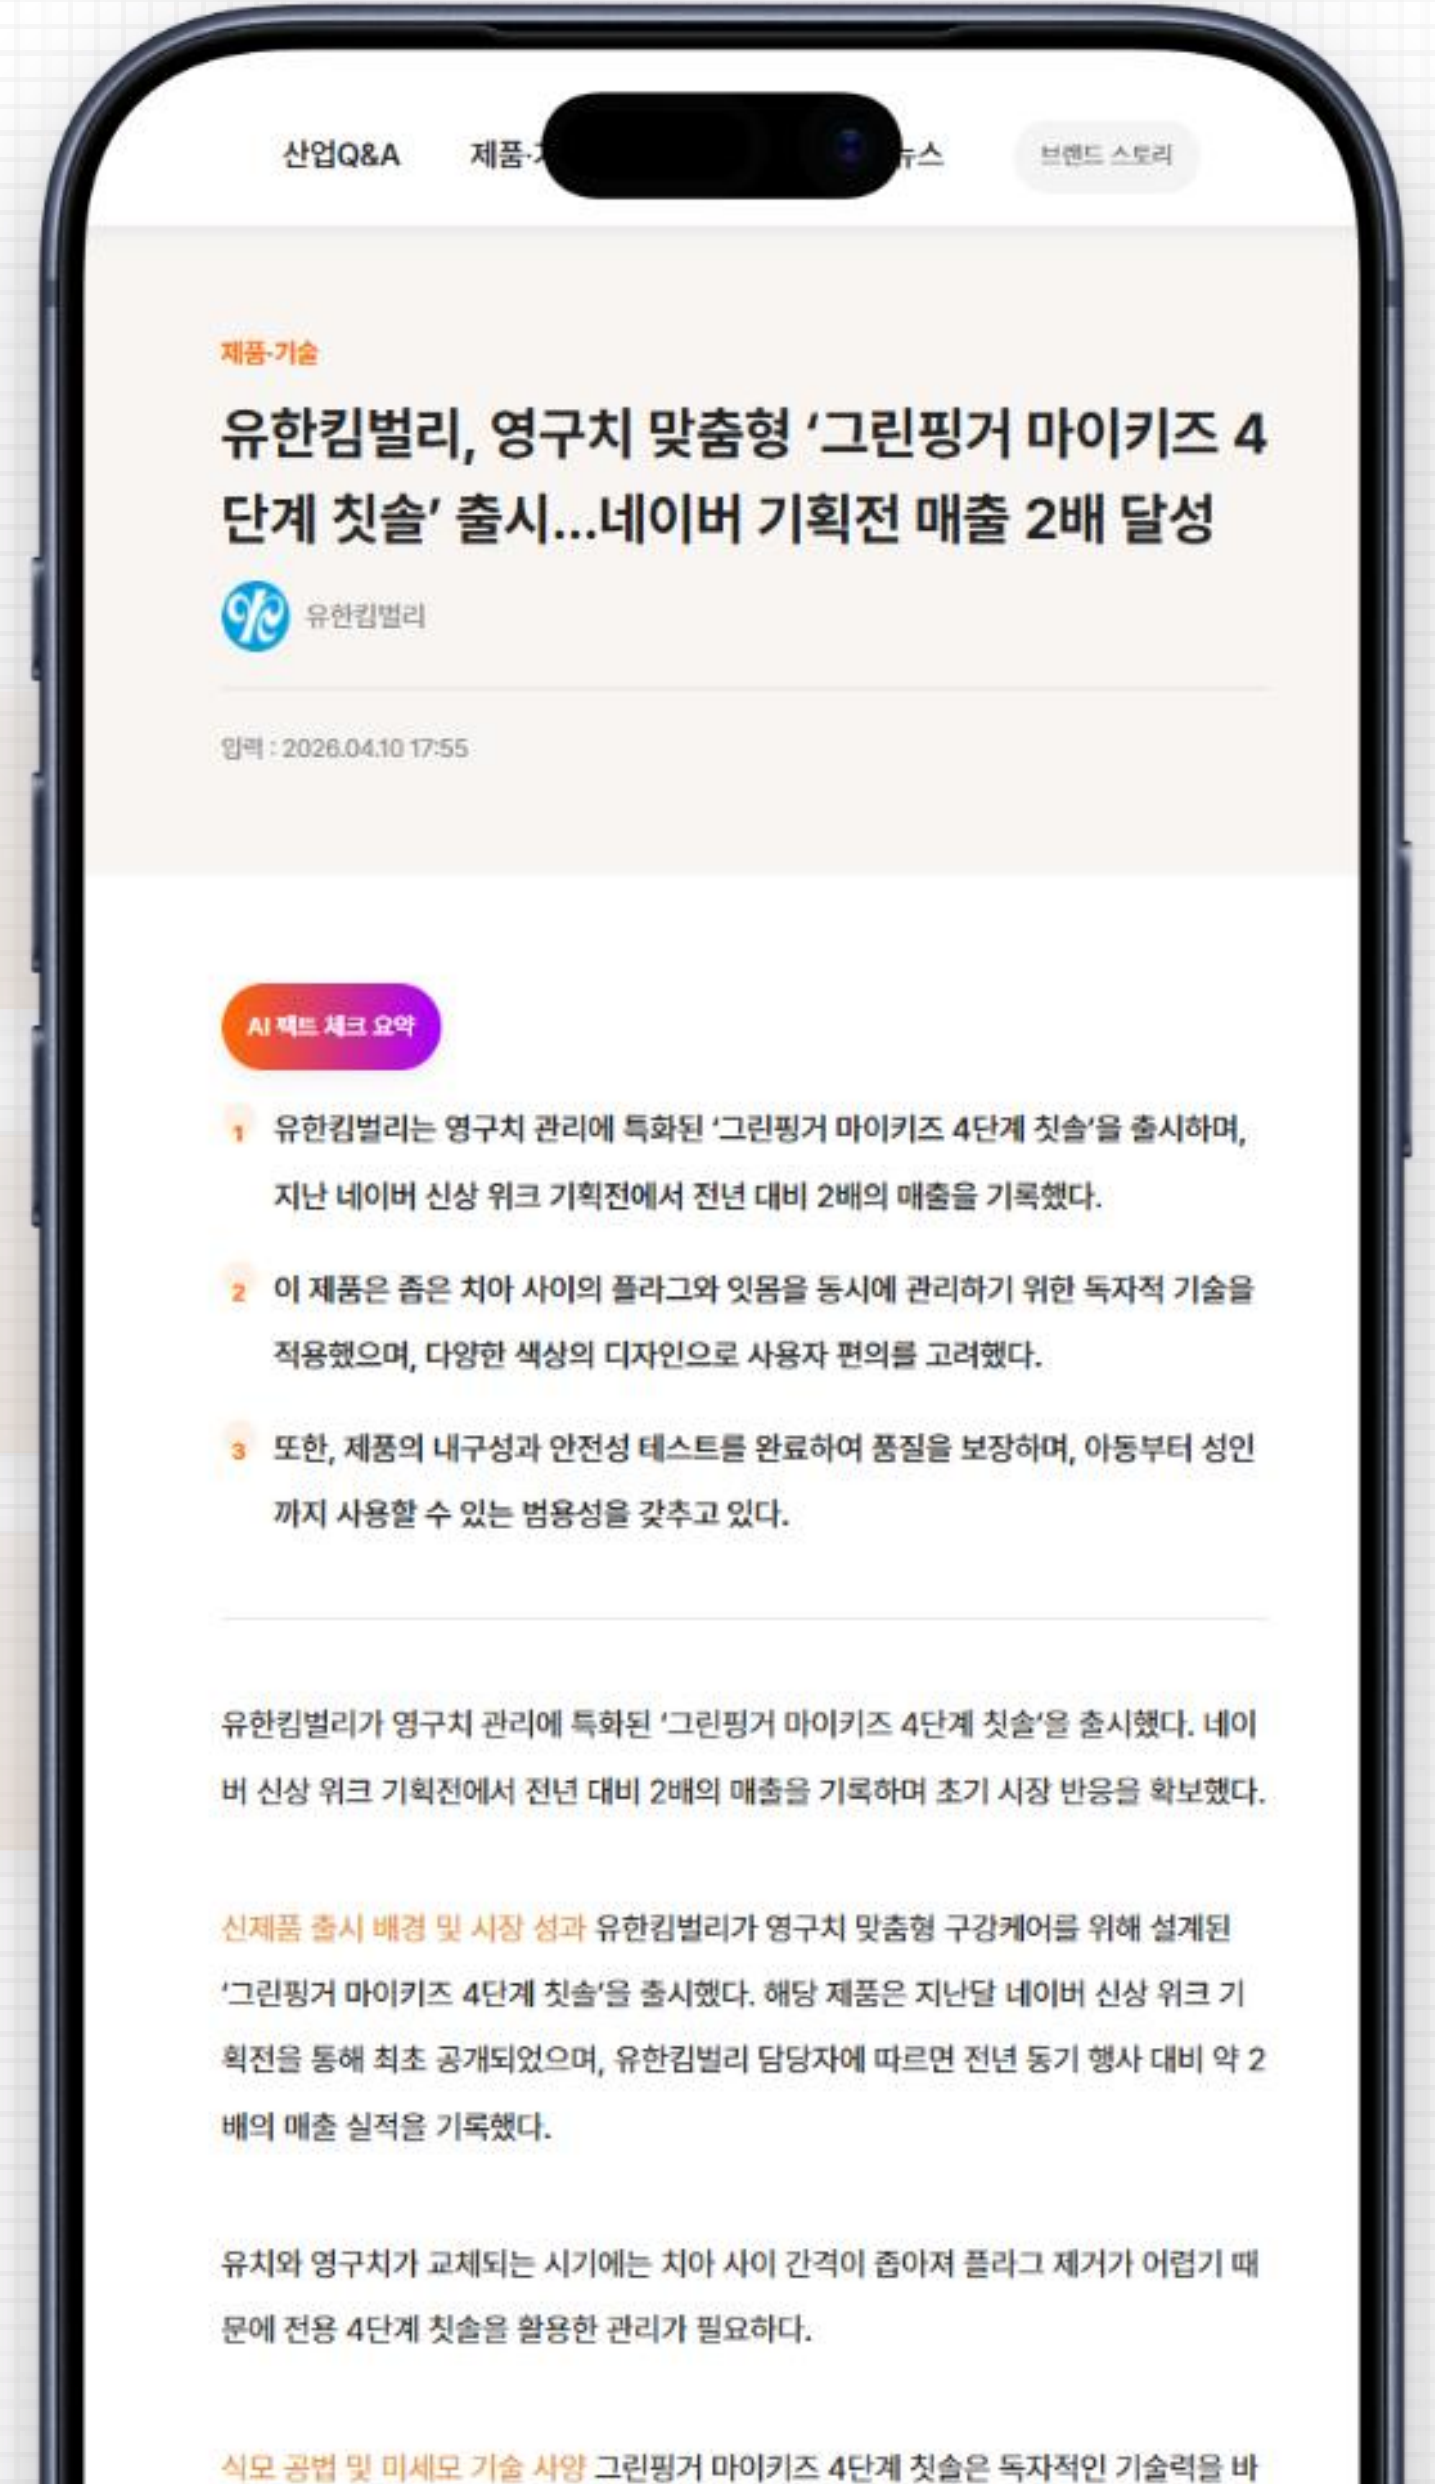 산업Q&A
제품·
뉴스
브랜드 스토리
제품·기술
유한킴벌리, 영구치 맞춤형 ‘그린핑거 마이키즈 4
단계 칫솔’ 출시…네이버 기획전 매출 2배 달성
유한킴벌리
입력 : 2026.04.10 17:55
AI 팩트 체크 요약
1 유한킴벌리는 영구치 관리에 특화된 ‘그린핑거 마이키즈 4단계 칫솔’을 출시하며,
지난 네이버 신상 위크 기획전에서 전년 대비 2배의 매출을 기록했다.
2 이 제품은 좁은 치아 사이의 플라그와 잇몸을 동시에 관리하기 위한 독자적 기술을
적용했으며, 다양한 색상의 디자인으로 사용자 편의를 고려했다.
3 또한, 제품의 내구성과 안전성 테스트를 완료하여 품질을 보장하며, 아동부터 성인
까지 사용할 수 있는 범용성을 갖추고 있다.
유한킴벌리가 영구치 관리에 특화된 ‘그린핑거 마이키즈 4단계 칫솔’을 출시했다. 네이
버 신상 위크 기획전에서 전년 대비 2배의 매출을 기록하며 초기 시장 반응을 확보했다.
신제품 출시 배경 및 시장 성과 유한킴벌리가 영구치 맞춤형 구강케어를 위해 설계된
‘그린핑거 마이키즈 4단계 칫솔’을 출시했다. 해당 제품은 지난달 네이버 신상 위크 기
획전을 통해 최초 공개되었으며, 유한킴벌리 담당자에 따르면 전년 동기 행사 대비 약 2
배의 매출 실적을 기록했다.
유치와 영구치가 교체되는 시기에는 치아 사이 간격이 좁아져 플라그 제거가 어렵기 때
문에 전용 4단계 칫솔을 활용한 관리가 필요하다.
식모 공법 및 미세모 기술 사양 그린핑거 마이키즈 4단계 칫솔은 독자적인 기술력을 바